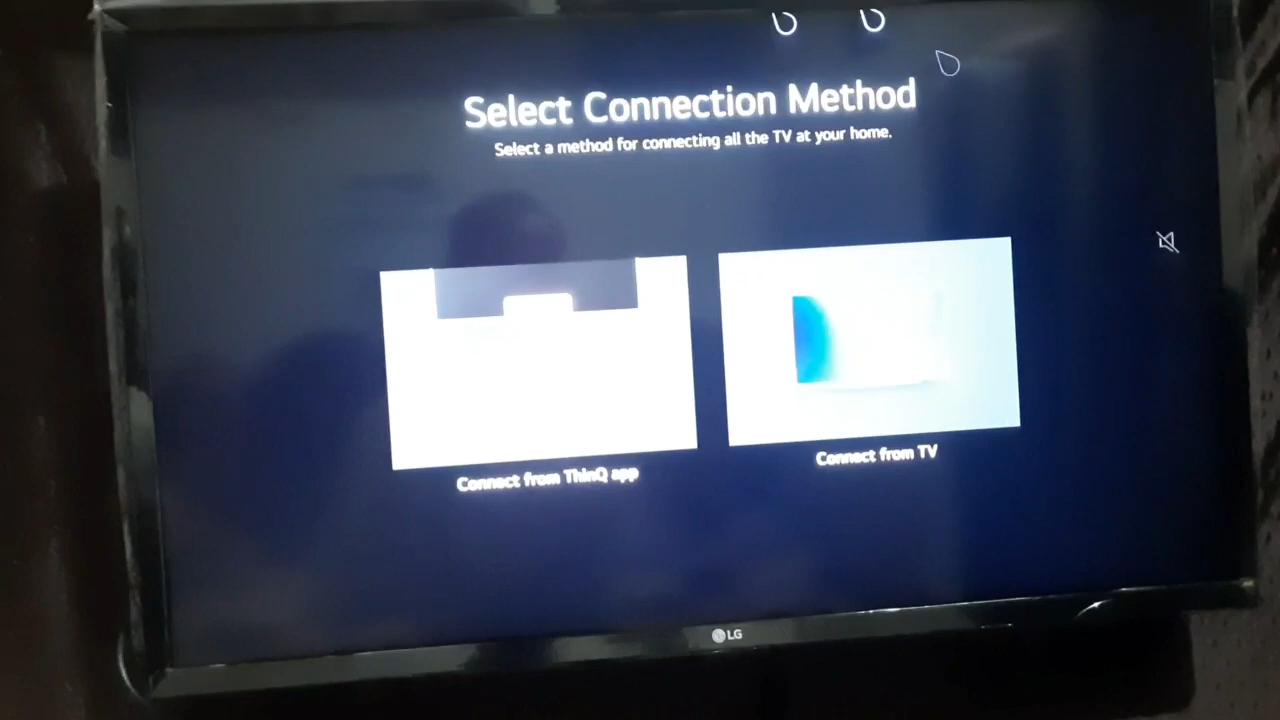 Select Connection Method
Select a method for connecting all the TV at your home.
Connect from ThinQ app
Connect from TV
LG